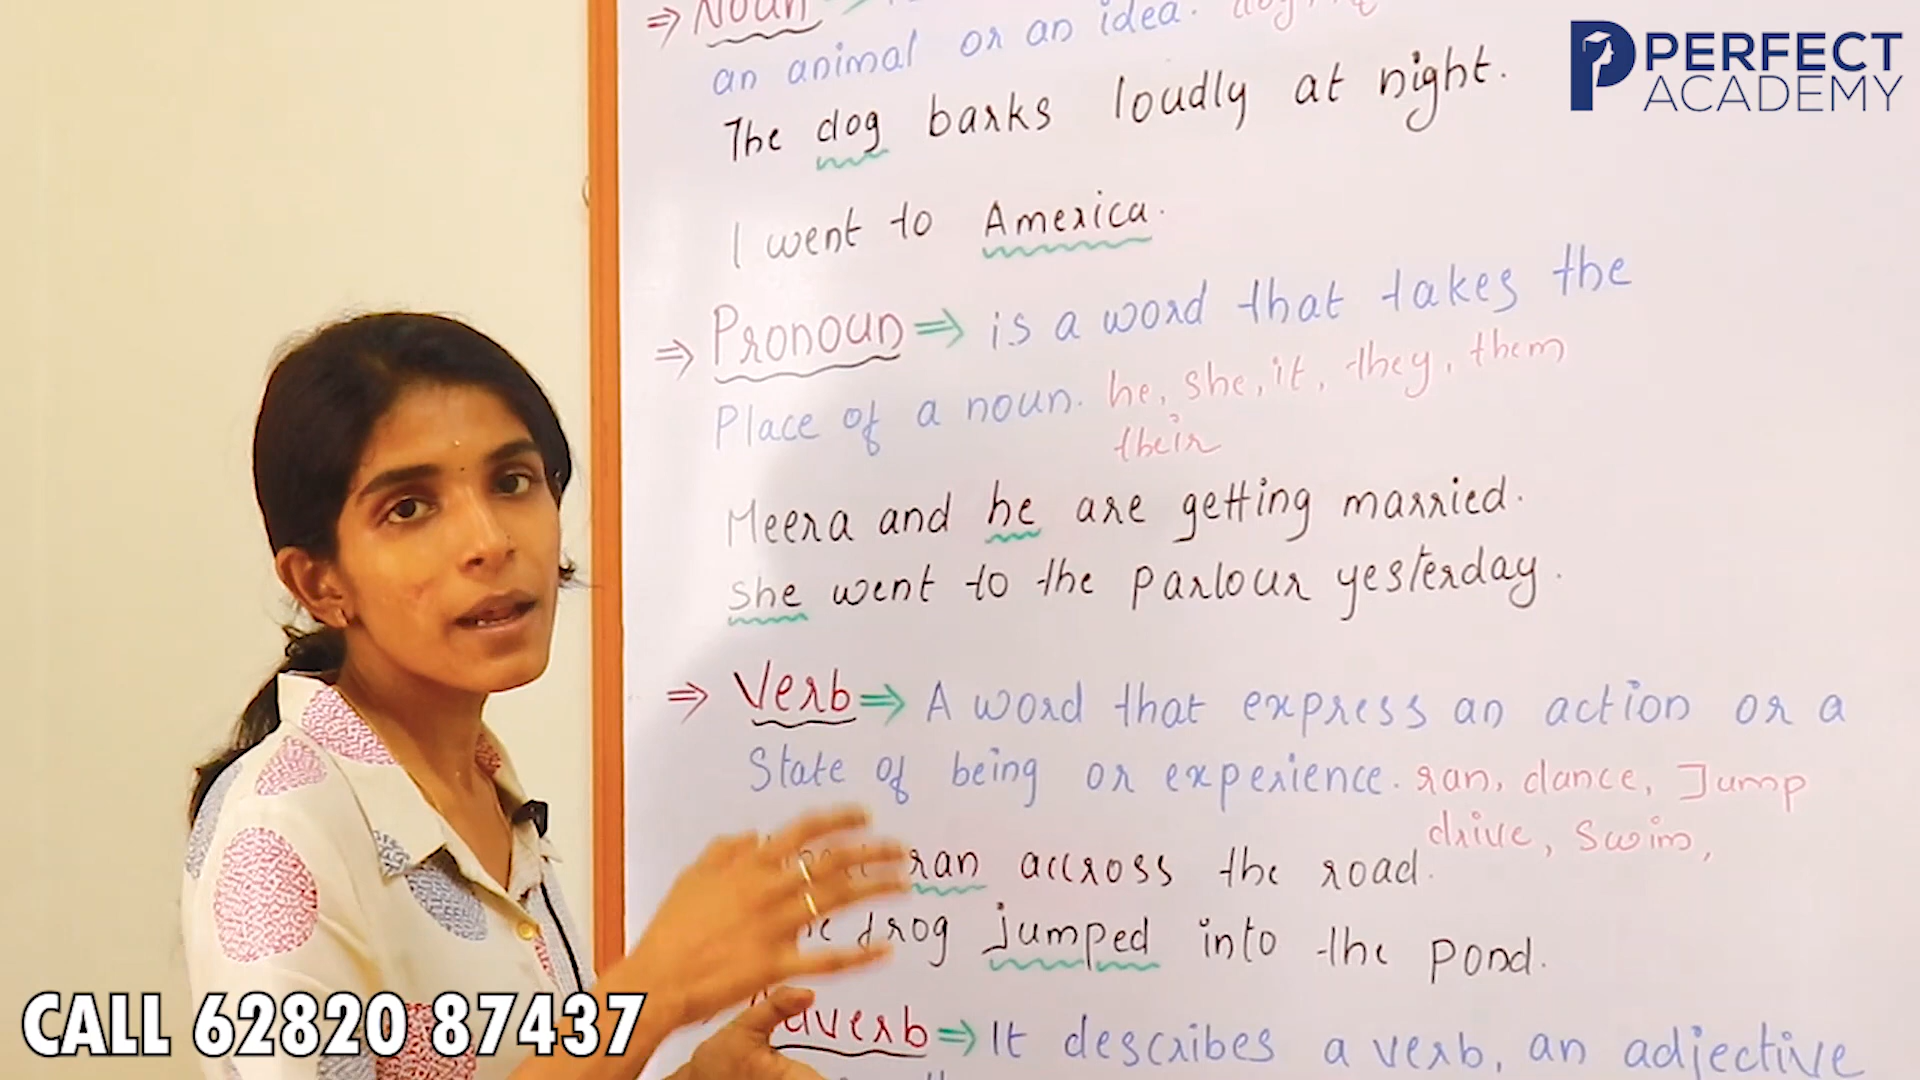 ⇒ Noun ⇒
an animal or an idea. dog,
The dog barks loudly at night.
I went to America.
⇒ Pronoun ⇒ is a word that takes the
Place of a noun. he, she, it, they, them
their
Meera and he are getting married.
She went to the parlour yesterday.
⇒ Verb ⇒ A word that express an action or a
State of being or experience. ran, dance, Jump
drive, swim,
ran accross the road.
frog jumped into the pond.
Adverb ⇒ It describes a verb, an adjective
PERFECT
ACADEMY
CALL 62820 87437